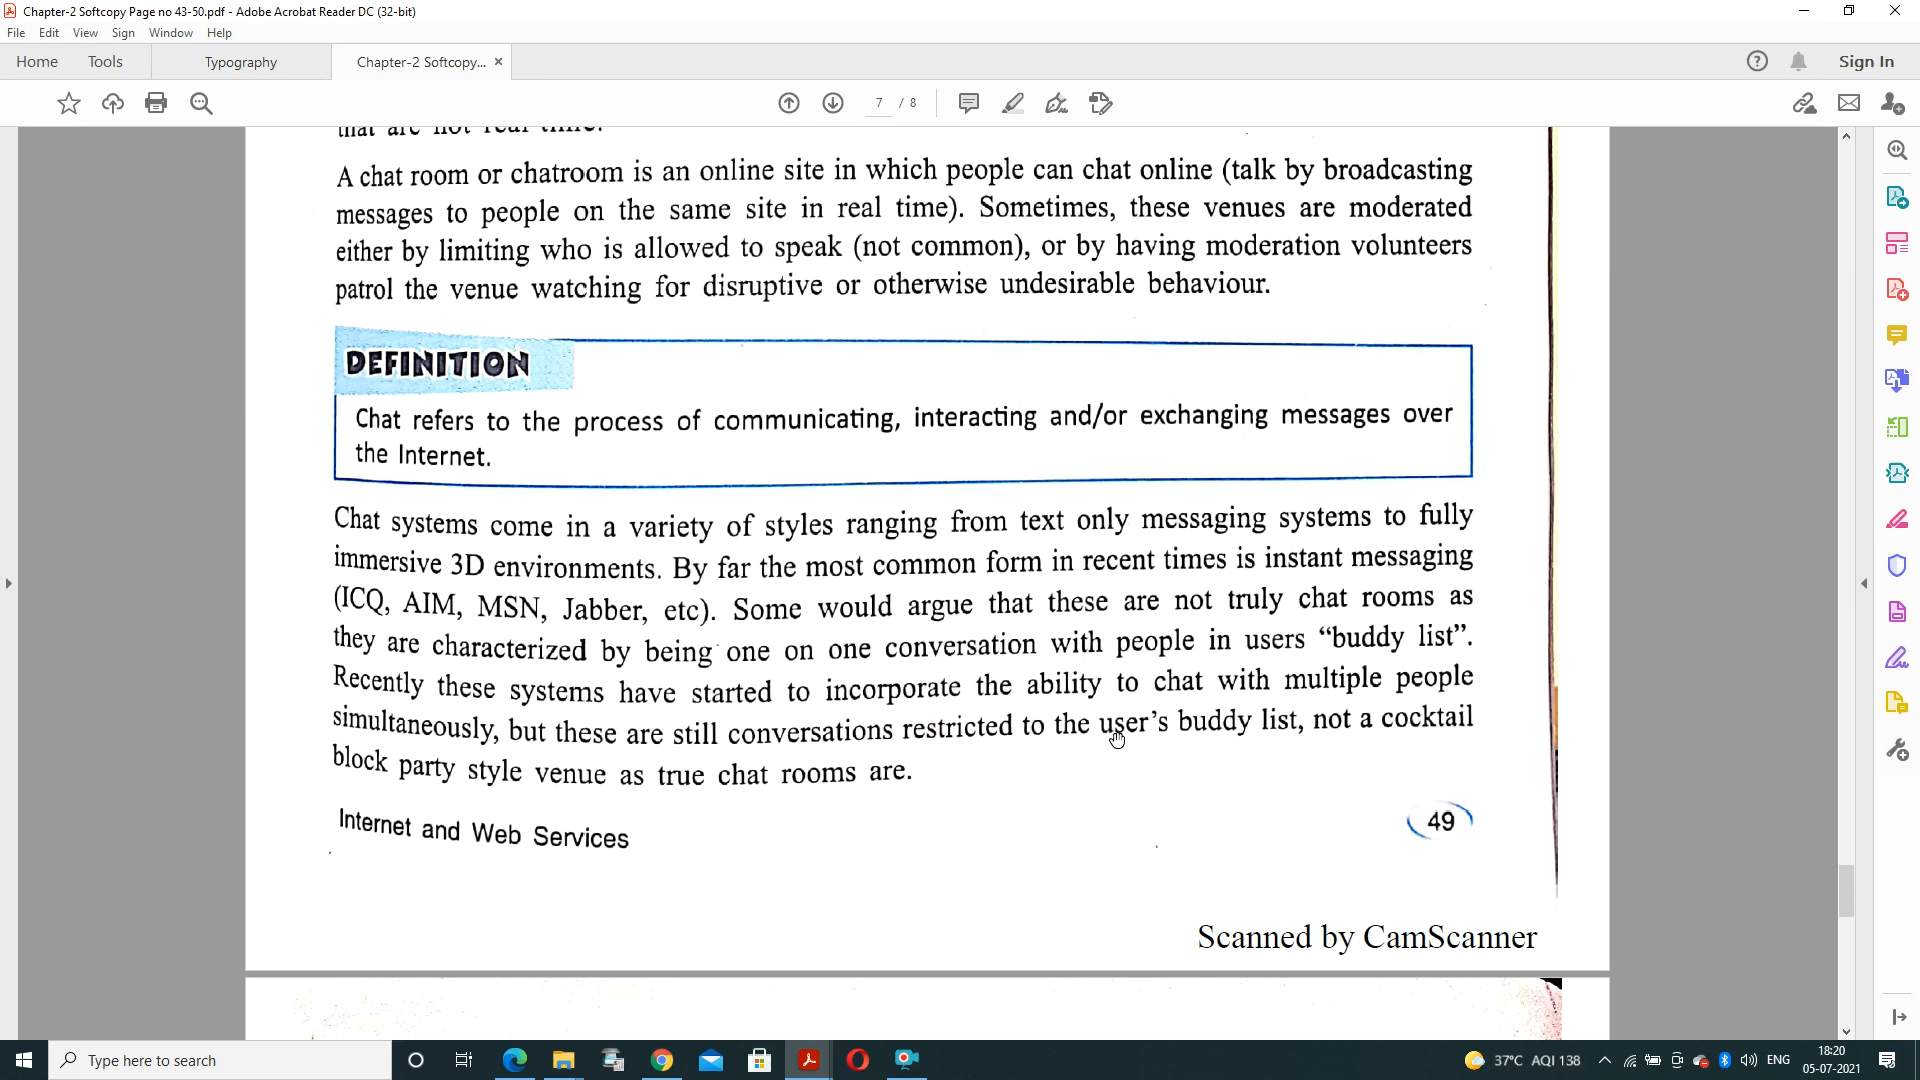 Chapter-2 Softcopy Page no 43-50.pdf - Adobe Acrobat Reader DC (32-bit)
File Edit View Sign Window Help
Home Tools Typography Chapter-2 Softcopy... × Sign In
7 / 8
that are not real time.
A chat room or chatroom is an online site in which people can chat online (talk by broadcasting
messages to people on the same site in real time). Sometimes, these venues are moderated
either by limiting who is allowed to speak (not common), or by having moderation volunteers
patrol the venue watching for disruptive or otherwise undesirable behaviour.
DEFINITION
Chat refers to the process of communicating, interacting and/or exchanging messages over
the Internet.
Chat systems come in a variety of styles ranging from text only messaging systems to fully
immersive 3D environments. By far the most common form in recent times is instant messaging
(ICQ, AIM, MSN, Jabber, etc). Some would argue that these are not truly chat rooms as
they are characterized by being one on one conversation with people in users “buddy list”.
Recently these systems have started to incorporate the ability to chat with multiple people
simultaneously, but these are still conversations restricted to the user’s buddy list, not a cocktail
block party style venue as true chat rooms are.
Internet and Web Services 49
Scanned by CamScanner
Type here to search 37°C AQI 138 ENG 18:20
05-07-2021